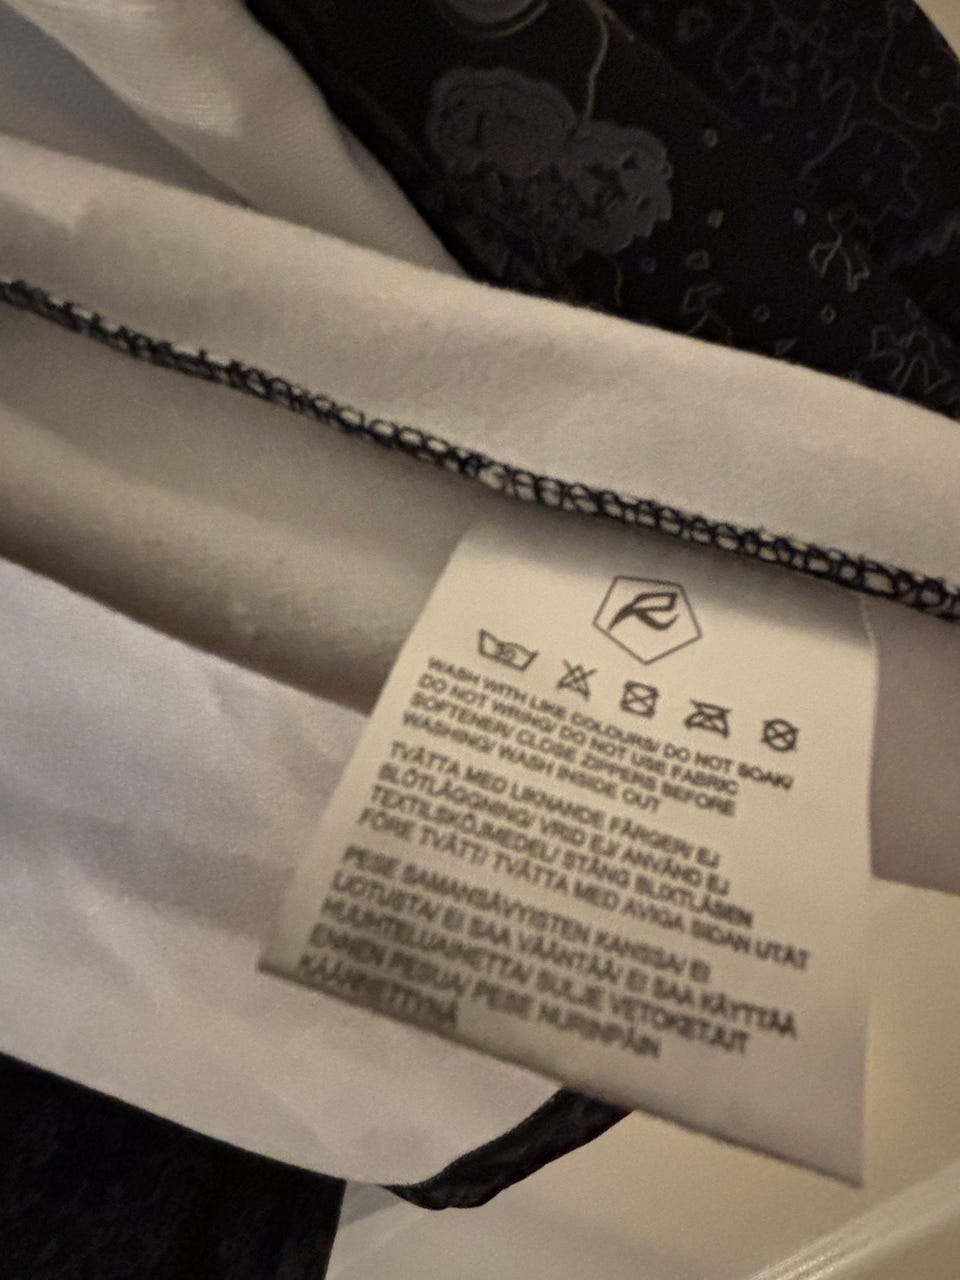 WASH WITH LIKE COLOURS/ DO NOT SOAK/
DO NOT WRING/ DO NOT USE FABRIC
SOFTENER/ CLOSE ZIPPERS BEFORE
WASHING/ WASH INSIDE OUT
TVÄTTA MED LIKNANDE FÄRGER/ EJ
BLÖTLÄGGNING/ VRID EJ/ ANVÄND EJ
TEXTILSKÖJMEDEL/ STÄNG BLIXTLÅSEN
FÖRE TVÄTT/ TVÄTTA MED AVIGA SIDAN UTÅT
PESE SAMANSÄVYISTEN KANSSA/ EI
LIOTUSTA/ EI SAA VÄÄNTÄÄ/ EI SAA KÄYTTÄÄ
HUUHTELUAINETTA/ SULJE VETOKETJUT
ENNEN PESUA/ PESE NURINPÄIN
KÄÄNNETTYNÄ